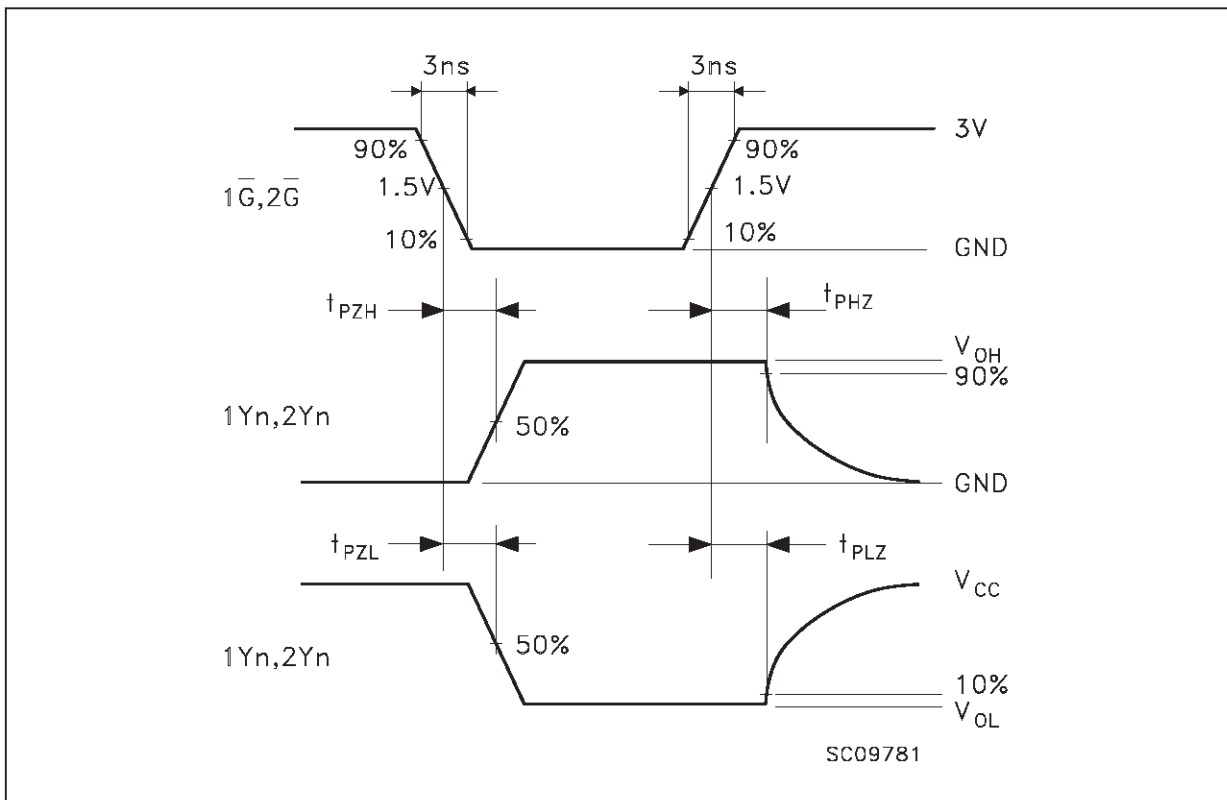 3ns 3ns
3V
90% 90%
1G̅,2G̅ 1.5V 1.5V
10% 10%
GND
tPZH tPHZ
VOH
90%
1Yn,2Yn 50%
GND
tPZL tPLZ
VCC
1Yn,2Yn 50%
10%
VOL
SC09781